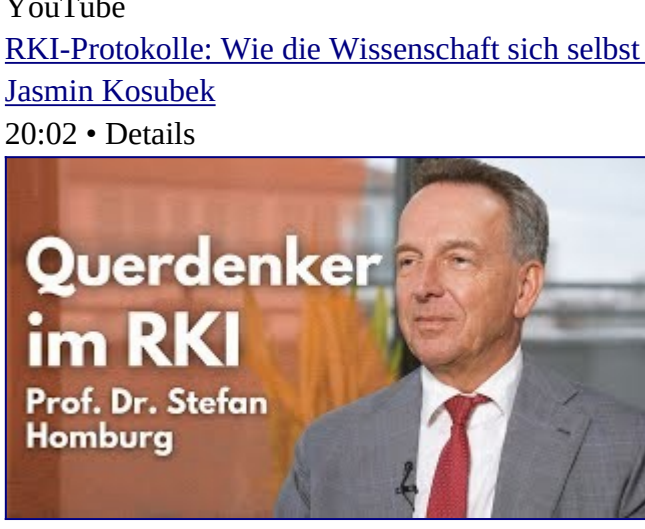 YouTube
RKI-Protokolle: Wie die Wissenschaft sich selbst
Jasmin Kosubek
20:02 • Details
Querdenker
im RKI
Prof. Dr. Stefan
Homburg